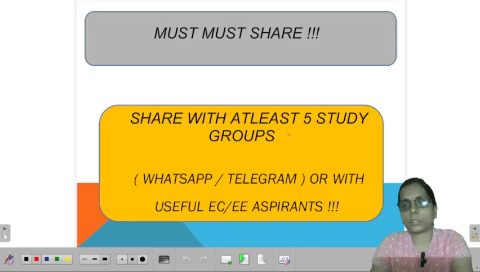 MUST MUST SHARE !!!
SHARE WITH ATLEAST 5 STUDY
GROUPS
( WHATSAPP / TELEGRAM ) OR WITH
USEFUL EC/EE ASPIRANTS !!!